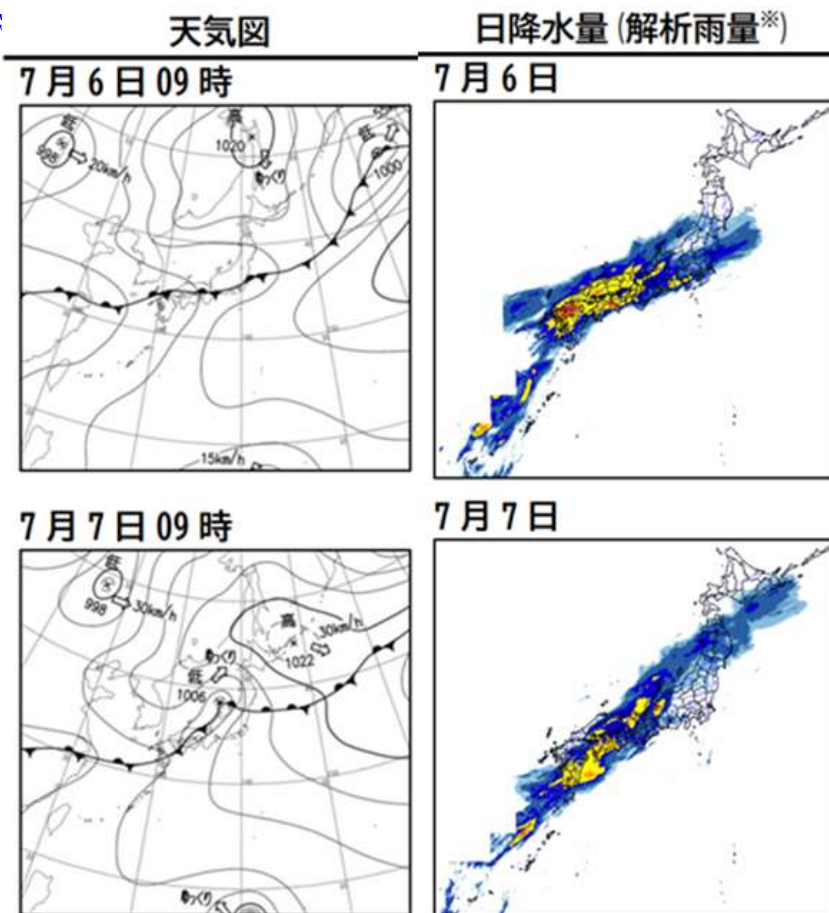 天気図
日降水量(解析雨量※)
7月6日09時
7月6日
低
998
20km/h
高
1020
ゆっくり
低
1000
15km/h
7月7日09時
7月7日
低
998
30km/h
高
1022
30km/h
ゆっくり
低
1006
ゆっくり